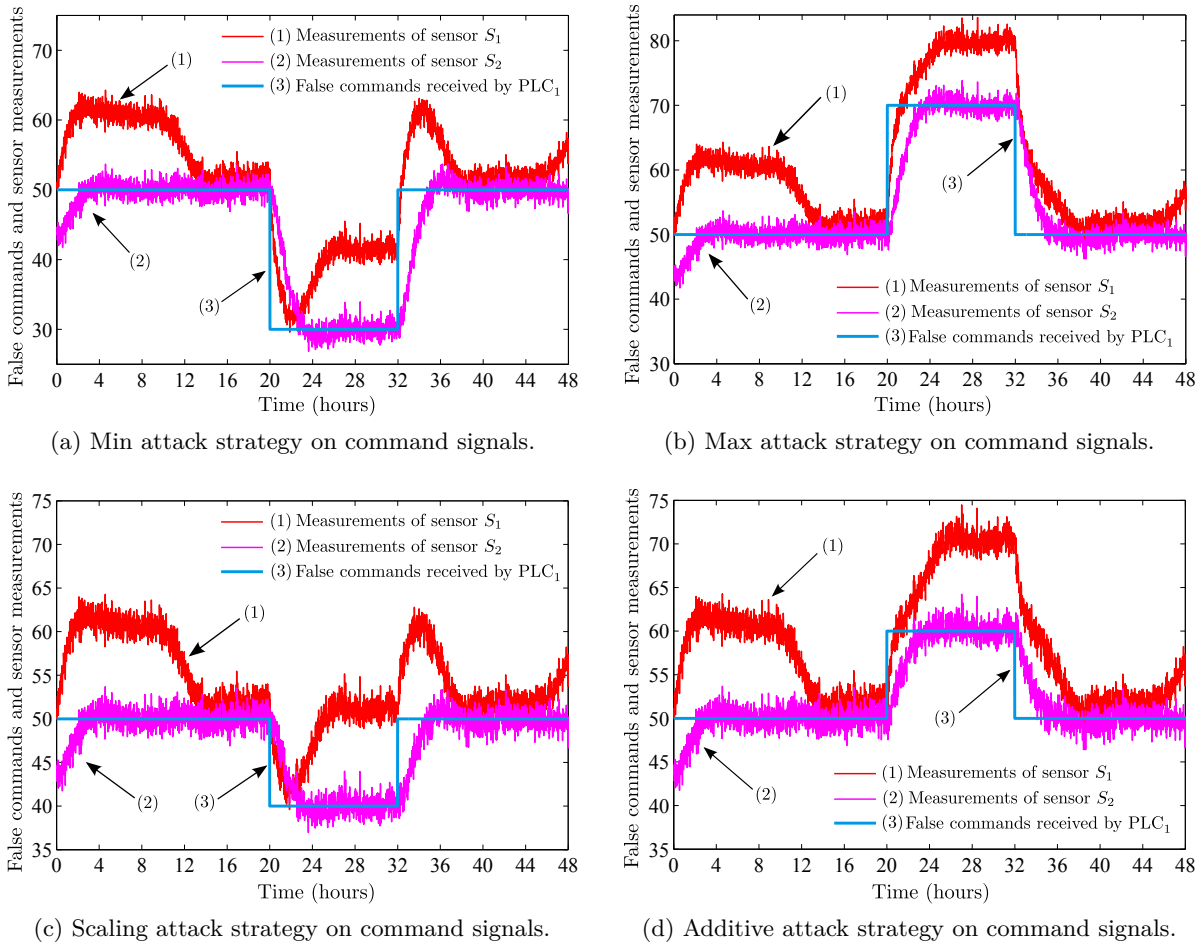 False commands and sensor measurements
70
60
50
40
30
(1) Measurements of sensor S1
(2) Measurements of sensor S2
(3) False commands received by PLC1
(1)
(2)
(3)
0 4 8 12 16 20 24 28 32 36 40 44 48
Time (hours)
(a) Min attack strategy on command signals.
False commands and sensor measurements
80
70
60
50
40
30
(1)
(3)
(2)
(1) Measurements of sensor S1
(2) Measurements of sensor S2
(3) False commands received by PLC1
0 4 8 12 16 20 24 28 32 36 40 44 48
Time (hours)
(b) Max attack strategy on command signals.
False commands and sensor measurements
75
70
65
60
55
50
45
40
35
(1) Measurements of sensor S1
(2) Measurements of sensor S2
(3) False commands received by PLC1
(1)
(2)
(3)
0 4 8 12 16 20 24 28 32 36 40 44 48
Time (hours)
(c) Scaling attack strategy on command signals.
False commands and sensor measurements
75
70
65
60
55
50
45
40
35
(1)
(3)
(2)
(1) Measurements of sensor S1
(2) Measurements of sensor S2
(3) False commands received by PLC1
0 4 8 12 16 20 24 28 32 36 40 44 48
Time (hours)
(d) Additive attack strategy on command signals.